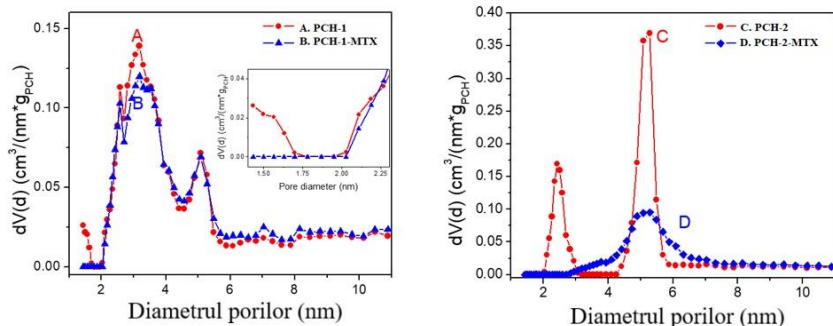 A
A. PCH-1
B. PCH-1-MTX
B
dV(d) (cm³/(nm*g_PCH)
0.15
0.10
0.05
0.00
2 4 6 8 10
Diametrul porilor (nm)
dV(d) (cm³/(nm*g_PCH)
0.04
0.02
0.00
1.50 1.75 2.00 2.25
Pore diameter (nm)
C
C. PCH-2
D. PCH-2-MTX
D
dV(d) (cm³/(nm*g_PCH)
0.40
0.35
0.30
0.25
0.20
0.15
0.10
0.05
0.00
2 4 6 8 10
Diametrul porilor (nm)